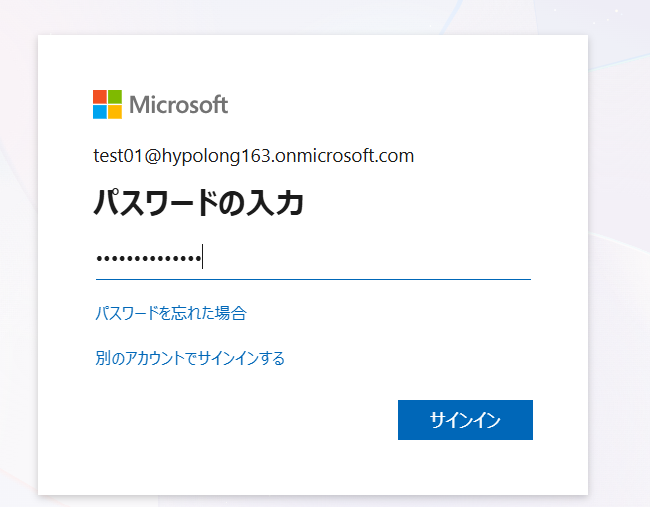 Microsoft
test01@hypolong163.onmicrosoft.com
パスワードの入力
••••••••••••••
パスワードを忘れた場合
別のアカウントでサインインする
サインイン